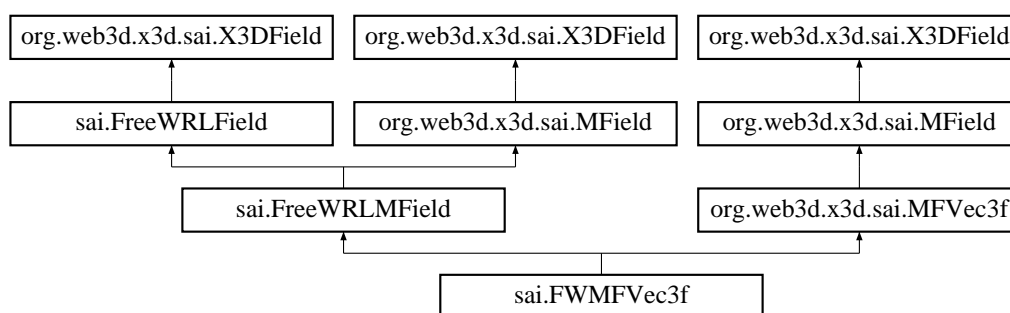 org.web3d.x3d.sai.X3DField org.web3d.x3d.sai.X3DField org.web3d.x3d.sai.X3DField
sai.FreeWRLField org.web3d.x3d.sai.MField org.web3d.x3d.sai.MField
sai.FreeWRLMField org.web3d.x3d.sai.MFVec3f
sai.FWMFVec3f